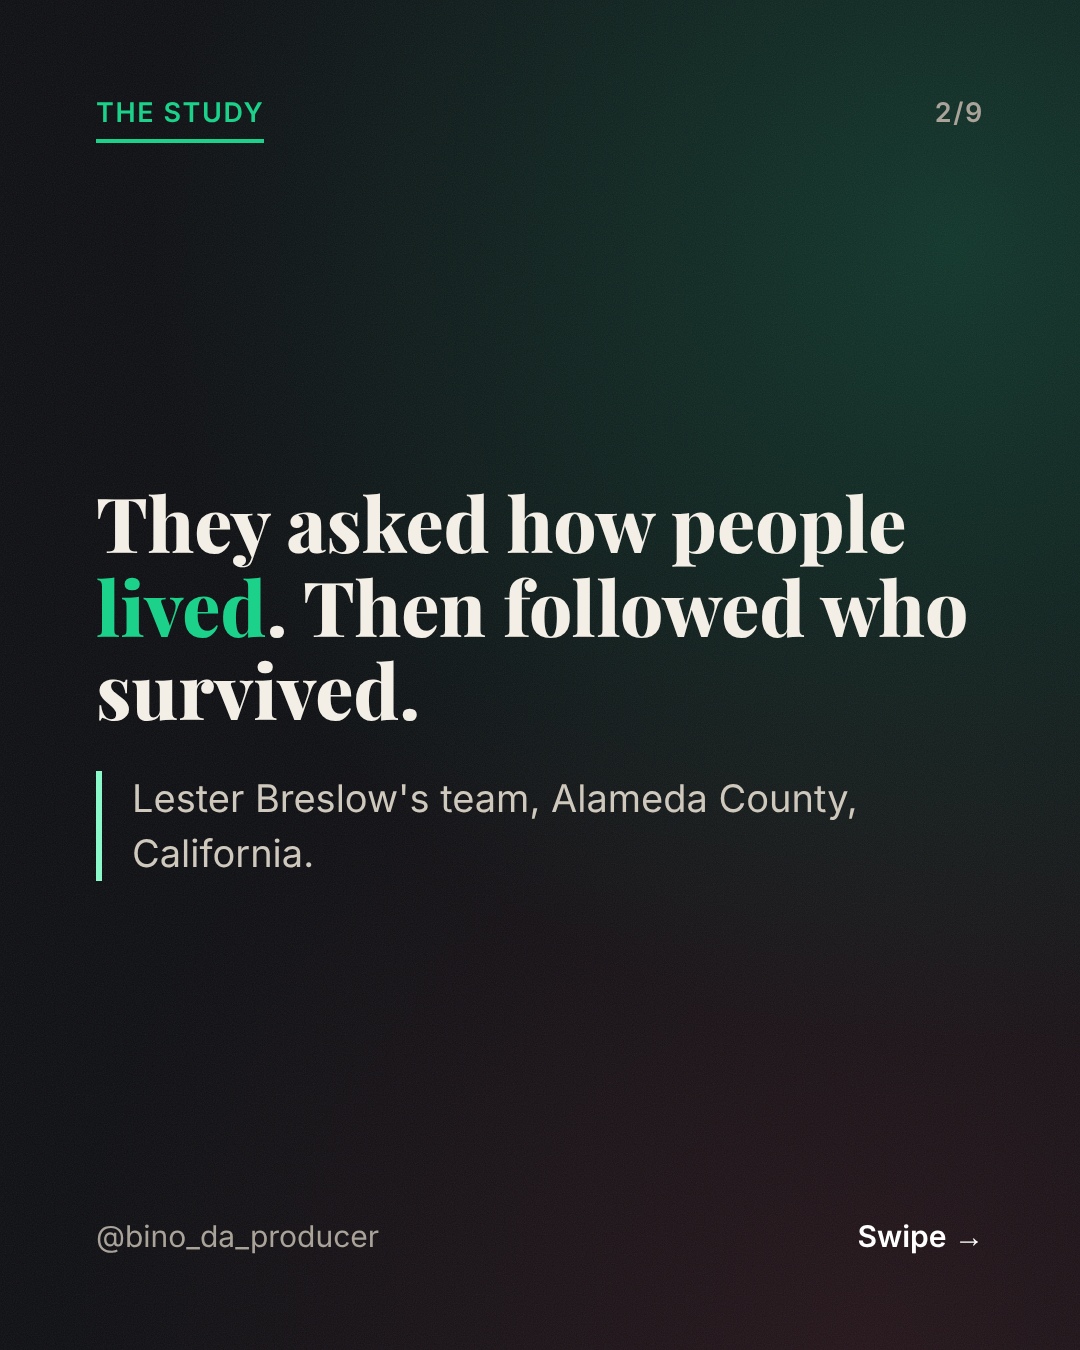 THE STUDY
2/9
They asked how people
lived. Then followed who
survived.
Lester Breslow's team, Alameda County,
California.
@bino_da_producer
Swipe →